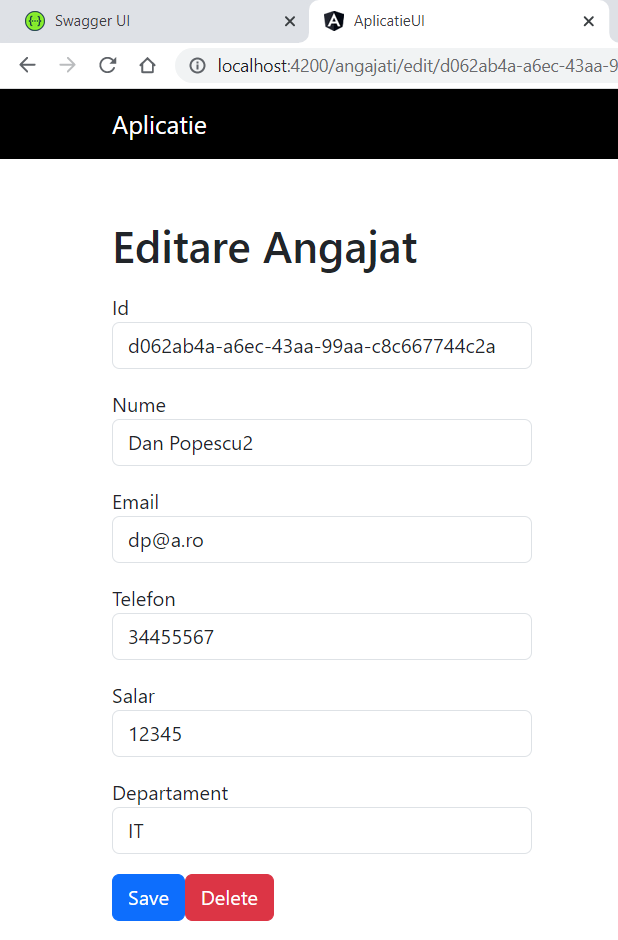 Swagger UI
AplicatieUI
localhost:4200/angajati/edit/d062ab4a-a6ec-43aa-9
Aplicatie
Editare Angajat
Id
d062ab4a-a6ec-43aa-99aa-c8c667744c2a
Nume
Dan Popescu2
Email
dp@a.ro
Telefon
34455567
Salar
12345
Departament
IT
Save Delete